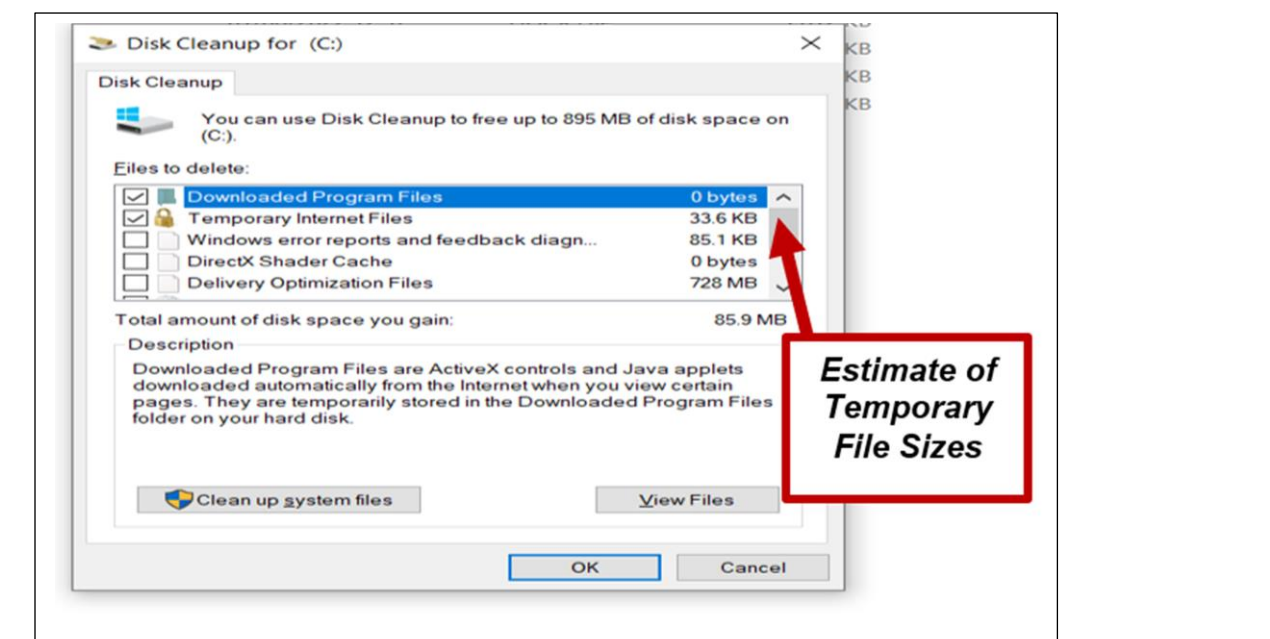 Disk Cleanup for (C:)
KB
KB
KB
Disk Cleanup
You can use Disk Cleanup to free up to 895 MB of disk space on
(C:).
Files to delete:
Downloaded Program Files 0 bytes
Temporary Internet Files 33.6 KB
Windows error reports and feedback diagn... 85.1 KB
DirectX Shader Cache 0 bytes
Delivery Optimization Files 728 MB
Total amount of disk space you gain: 85.9 MB
Description
Downloaded Program Files are ActiveX controls and Java applets
downloaded automatically from the Internet when you view certain
pages. They are temporarily stored in the Downloaded Program Files
folder on your hard disk.
Estimate of
Temporary
File Sizes
Clean up system files
View Files
OK
Cancel